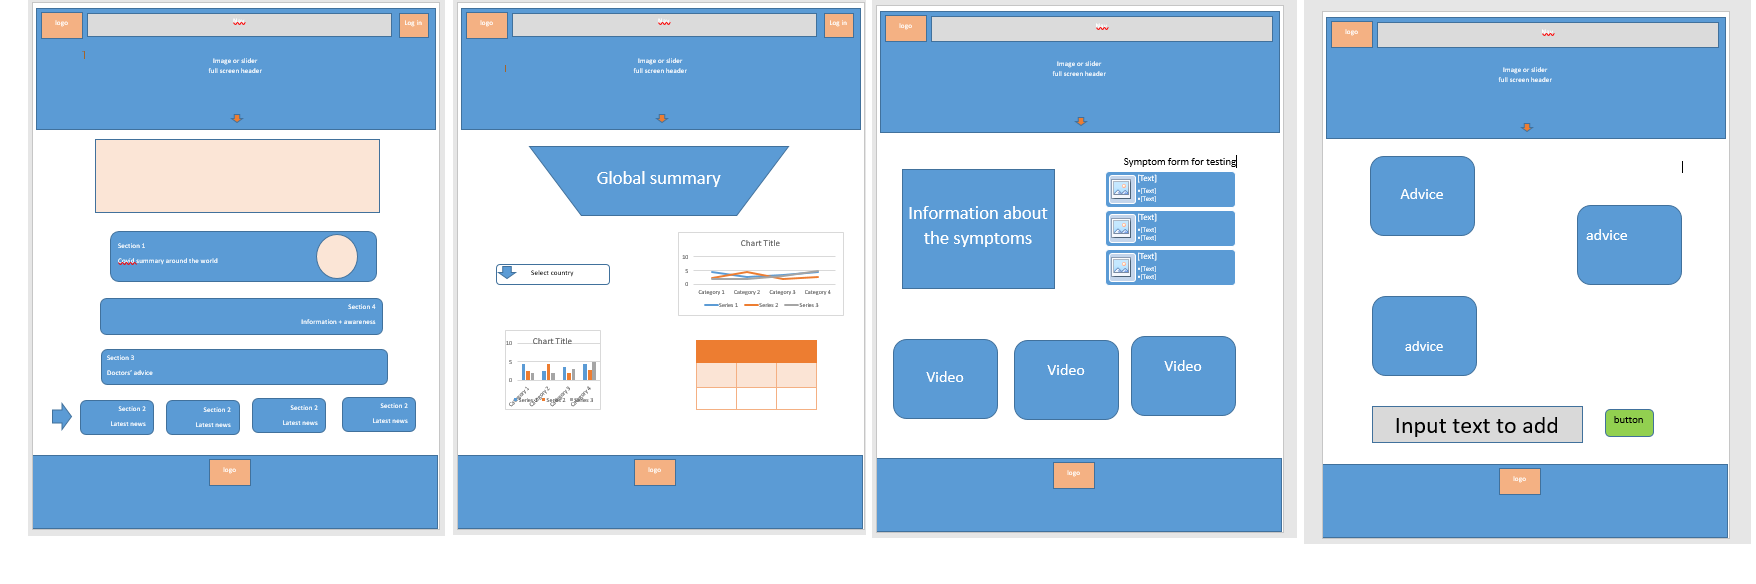 logo
Log in
Image or slider
full screen header
Section 1
Covid summary around the world
Section 4
Information + awareness
Section 3
Doctors' advice
Section 2
Latest news
Section 2
Latest news
Section 2
Latest news
Section 2
Latest news
logo
logo
Log in
Image or slider
full screen header
Global summary
Select country
Chart Title
10
5
0
Category 1 Category 2 Category 3 Category 4
Series 1 Series 2 Series 3
Chart Title
10
5
0
Category 1 Category 2 Category 3 Category 4
Series 1 Series 2 Series 3
logo
logo
Image or slider
full screen header
Symptom form for testing
Information about
the symptoms
[Text]
•[Text]
•[Text]
[Text]
•[Text]
•[Text]
[Text]
•[Text]
•[Text]
Video
Video
Video
logo
logo
Image or slider
full screen header
Advice
advice
advice
Input text to add
button
logo